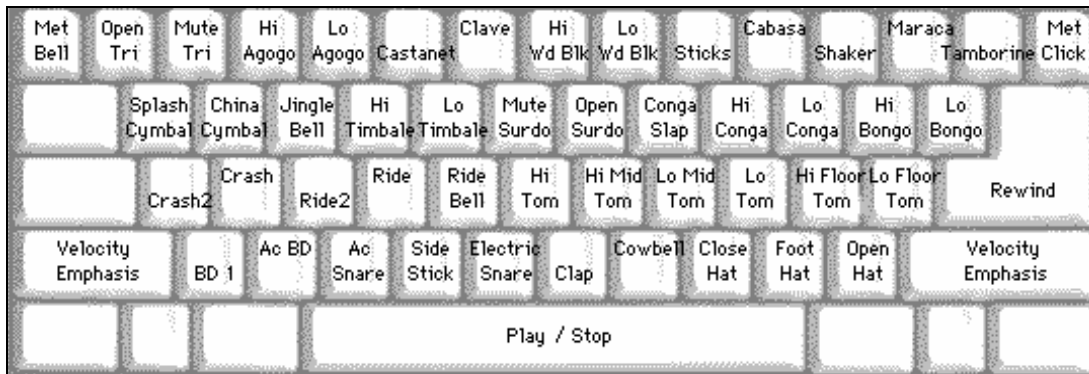 Met Bell
Open Tri
Mute Tri
Hi Agogo
Lo Agogo
Castanet
Clave
Hi Wd Blk
Lo Wd Blk
Sticks
Cabasa
Shaker
Maraca
Tamborine
Met Click
Splash Cymbal
China Cymbal
Jingle Bell
Hi Timbale
Lo Timbale
Mute Surdo
Open Surdo
Conga Slap
Hi Conga
Lo Conga
Hi Bongo
Lo Bongo
Crash2
Crash
Ride2
Ride
Ride Bell
Hi Tom
Hi Mid Tom
Lo Mid Tom
Lo Tom
Hi Floor Tom
Lo Floor Tom
Rewind
Velocity Emphasis
BD 1
Ac BD
Ac Snare
Side Stick
Electric Snare
Clap
Cowbell
Close Hat
Foot Hat
Open Hat
Velocity Emphasis
Play / Stop